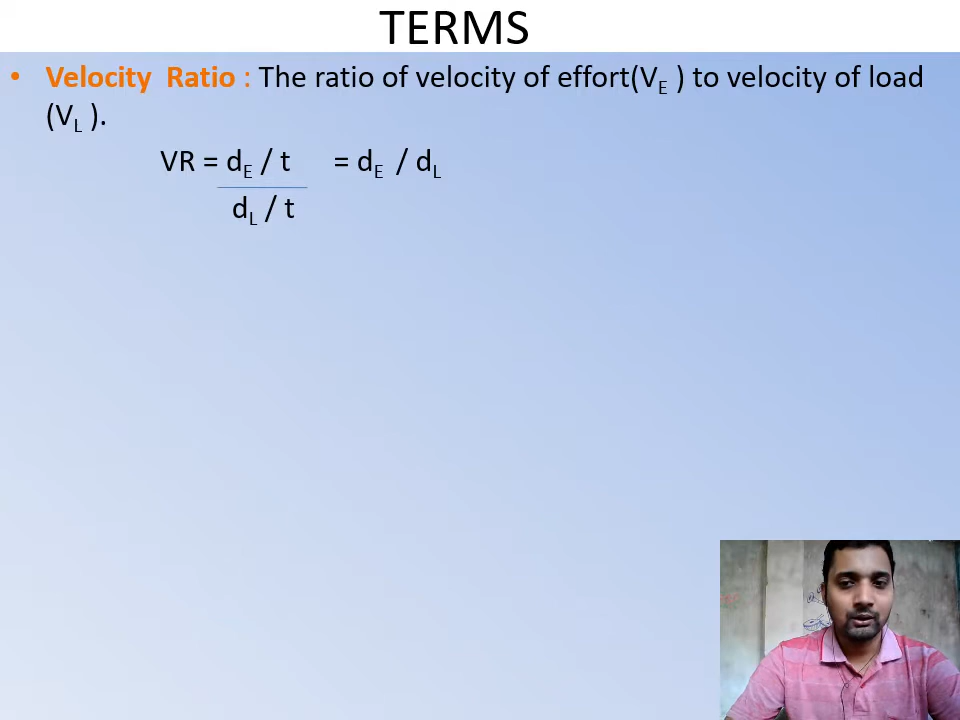 TERMS
• Velocity Ratio : The ratio of velocity of effort(VE ) to velocity of load
(VL ).
VR = dE / t = dE / dL
dL / t